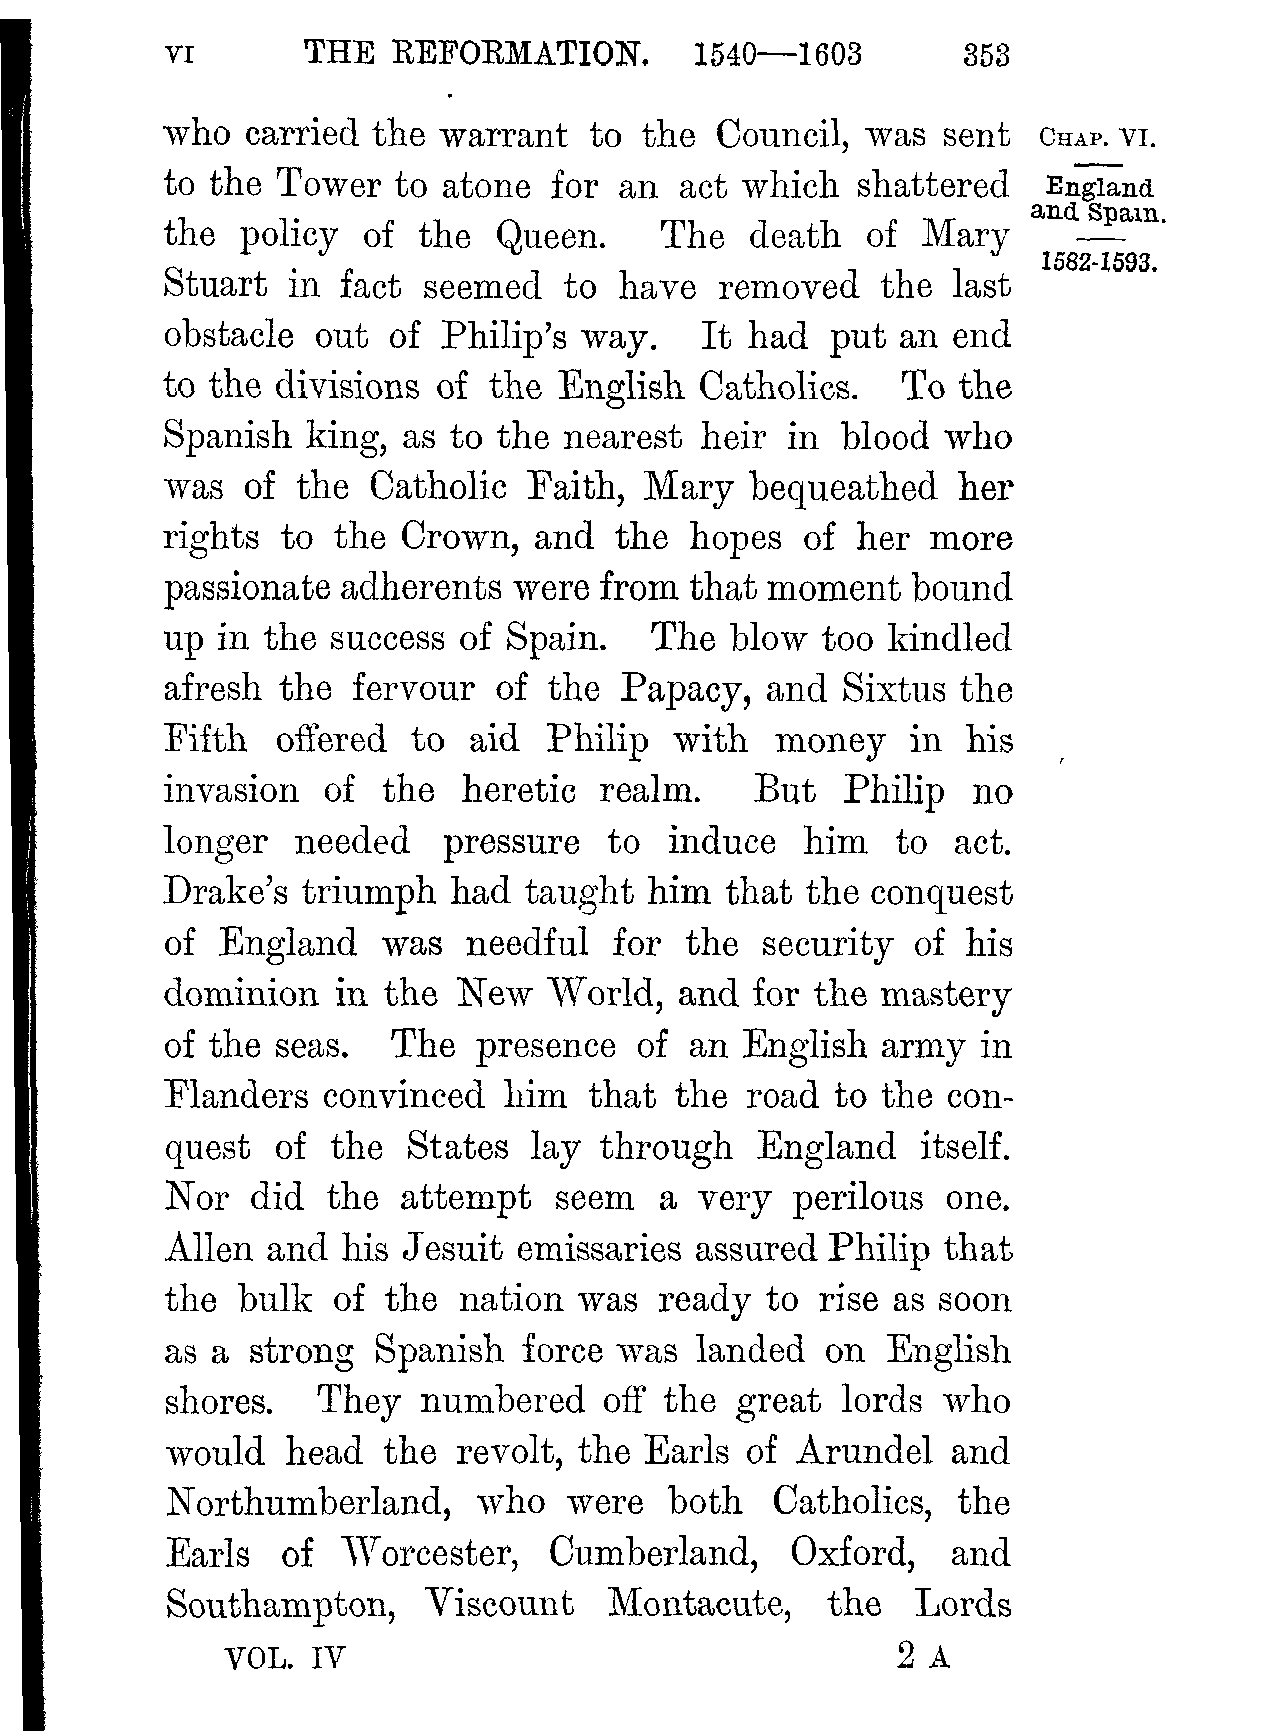 VI THE REFORMATION. 1540—1603 353
who carried the warrant to the Council, was sent
to the Tower to atone for an act which shattered
the policy of the Queen. The death of Mary
Stuart in fact seemed to have removed the last
obstacle out of Philip's way. It had put an end
to the divisions of the English Catholics. To the
Spanish king, as to the nearest heir in blood who
was of the Catholic Faith, Mary bequeathed her
rights to the Crown, and the hopes of her more
passionate adherents were from that moment bound
up in the success of Spain. The blow too kindled
afresh the fervour of the Papacy, and Sixtus the
Fifth offered to aid Philip with money in his
invasion of the heretic realm. But Philip no
longer needed pressure to induce him to act.
Drake's triumph had taught him that the conquest
of England was needful for the security of his
dominion in the New World, and for the mastery
of the seas. The presence of an English army in
Flanders convinced him that the road to the con-
quest of the States lay through England itself.
Nor did the attempt seem a very perilous one.
Allen and his Jesuit emissaries assured Philip that
the bulk of the nation was ready to rise as soon
as a strong Spanish force was landed on English
shores. They numbered off the great lords who
would head the revolt, the Earls of Arundel and
Northumberland, who were both Catholics, the
Earls of Worcester, Cumberland, Oxford, and
Southampton, Viscount Montacute, the Lords
VOL. IV 2 A
CHAP. VI.
England
and Spain.
1582-1593.